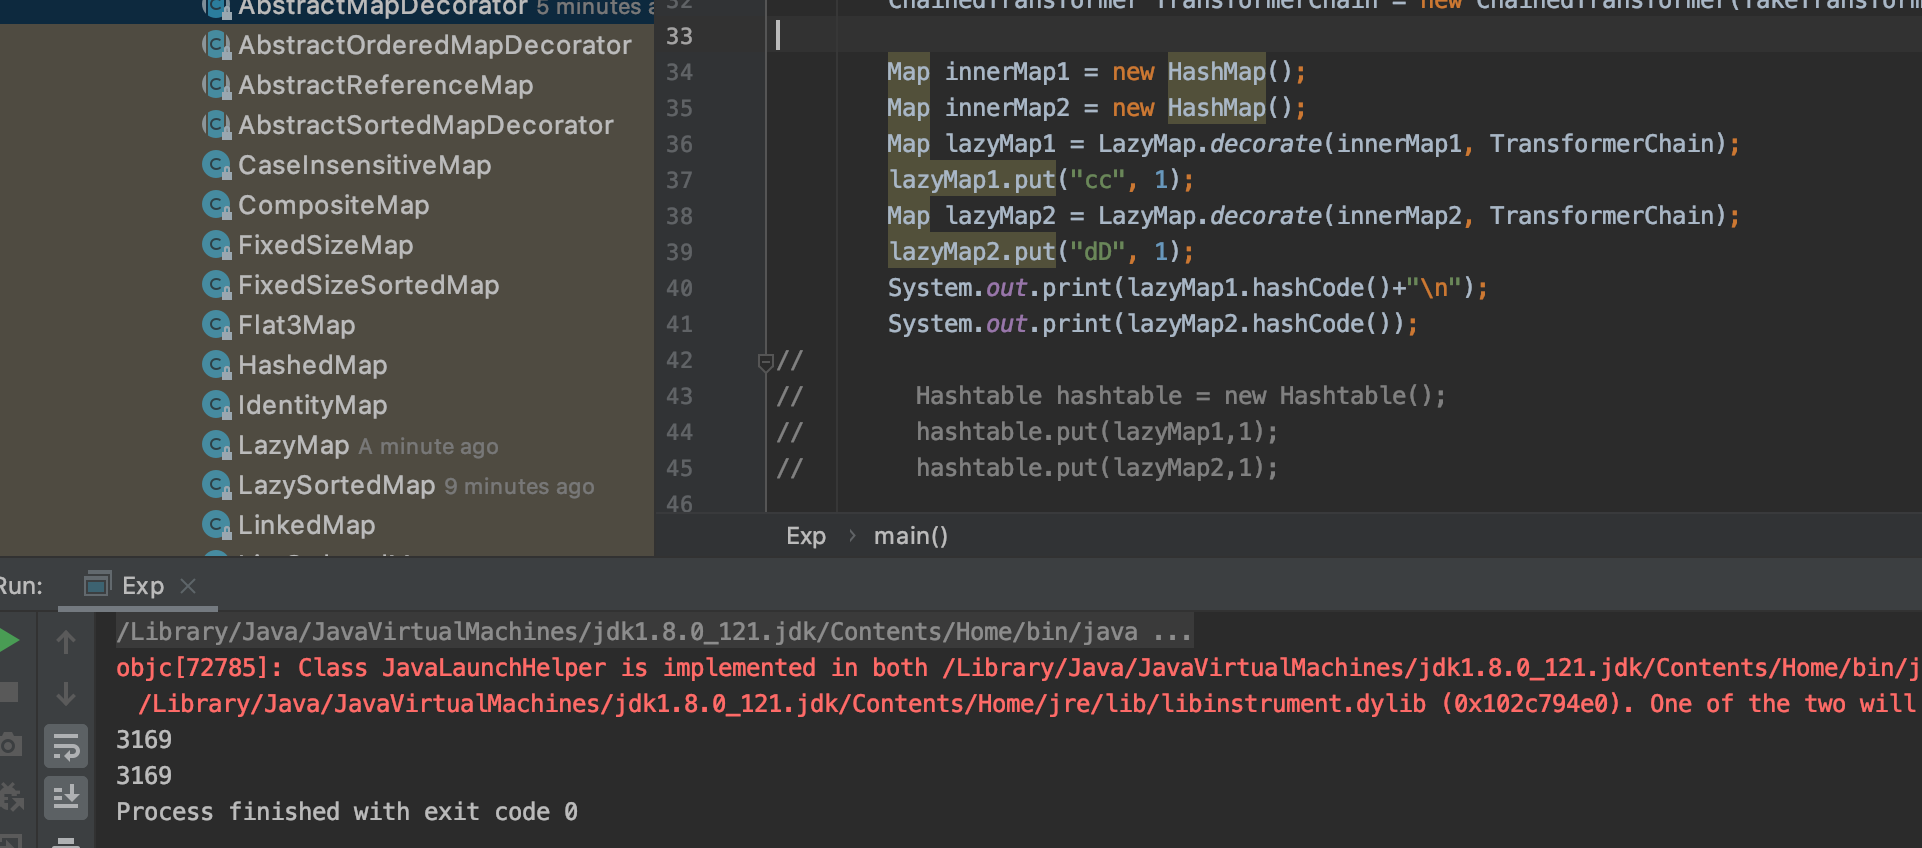 AbstractMapDecorator 5 minutes
AbstractOrderedMapDecorator
AbstractReferenceMap
AbstractSortedMapDecorator
CaseInsensitiveMap
CompositeMap
FixedSizeMap
FixedSizeSortedMap
Flat3Map
HashedMap
IdentityMap
LazyMap A minute ago
LazySortedMap 9 minutes ago
LinkedMap
32 ChainedTransformer TransformerChain = new ChainedTransformer(
33
34 Map innerMap1 = new HashMap();
35 Map innerMap2 = new HashMap();
36 Map lazyMap1 = LazyMap.decorate(innerMap1, TransformerChain);
37 lazyMap1.put("cc", 1);
38 Map lazyMap2 = LazyMap.decorate(innerMap2, TransformerChain);
39 lazyMap2.put("dD", 1);
40 System.out.print(lazyMap1.hashCode()+"\n");
41 System.out.print(lazyMap2.hashCode());
42 //
43 // Hashtable hashtable = new Hashtable();
44 // hashtable.put(lazyMap1,1);
45 // hashtable.put(lazyMap2,1);
46
Exp › main()
Run: Exp
/Library/Java/JavaVirtualMachines/jdk1.8.0_121.jdk/Contents/Home/bin/java ...
objc[72785]: Class JavaLaunchHelper is implemented in both /Library/Java/JavaVirtualMachines/jdk1.8.0_121.jdk/Contents/Home/bin/j
/Library/Java/JavaVirtualMachines/jdk1.8.0_121.jdk/Contents/Home/jre/lib/libinstrument.dylib (0x102c794e0). One of the two will
3169
3169
Process finished with exit code 0